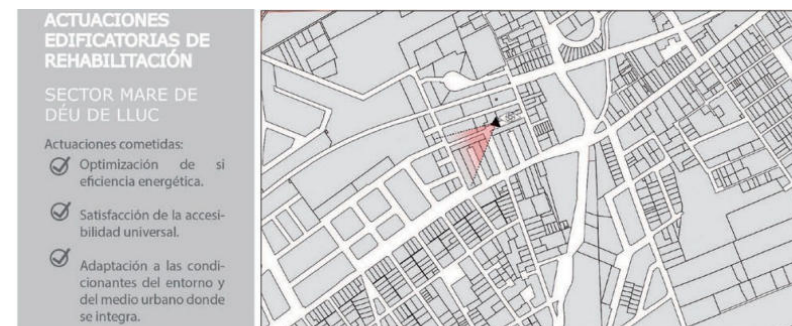 ACTUACIONES
EDIFICATORIAS DE
REHABILITACIÓN
SECTOR MARE DE
DÉU DE LLUC
Actuaciones cometidas:
Optimización de si
eficiencia energética.
Satisfacción de la accesi-
bilidad universal.
Adaptación a las condi-
cionantes del entorno y
del medio urbano donde
se integra.